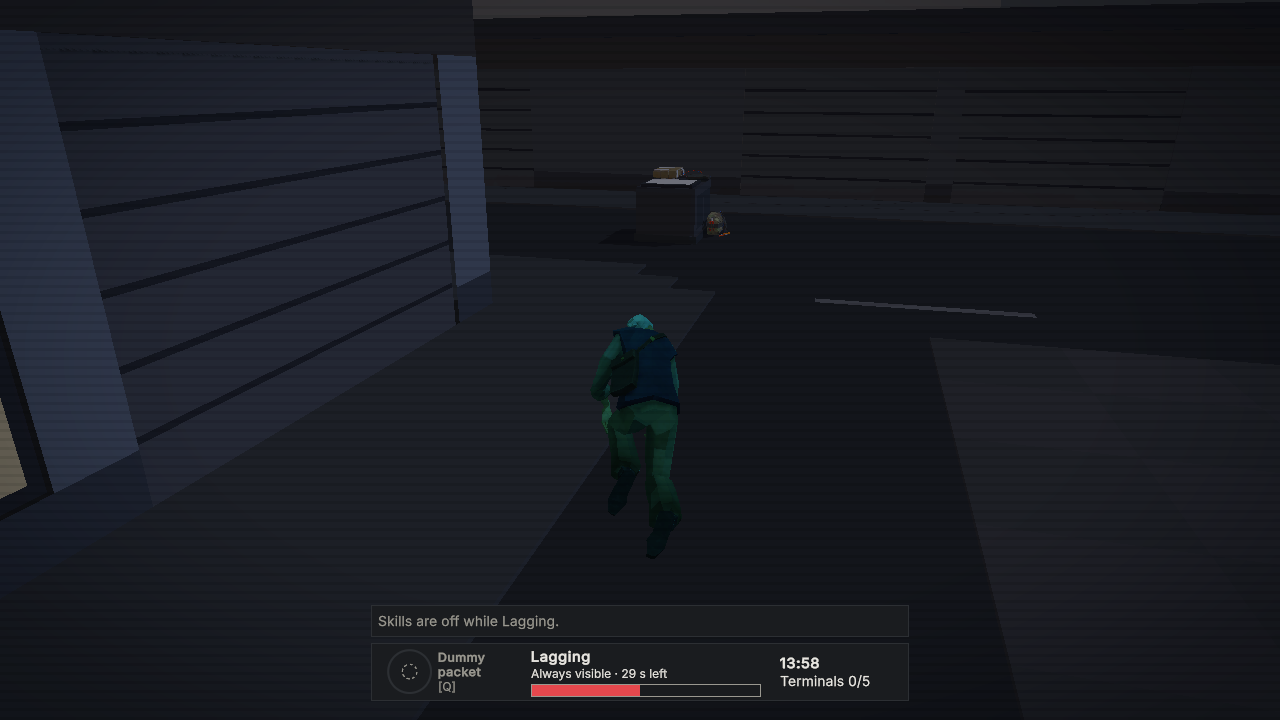 Skills are off while Lagging.
Dummy
packet
[Q]
Lagging
Always visible · 29 s left
13:58
Terminals 0/5